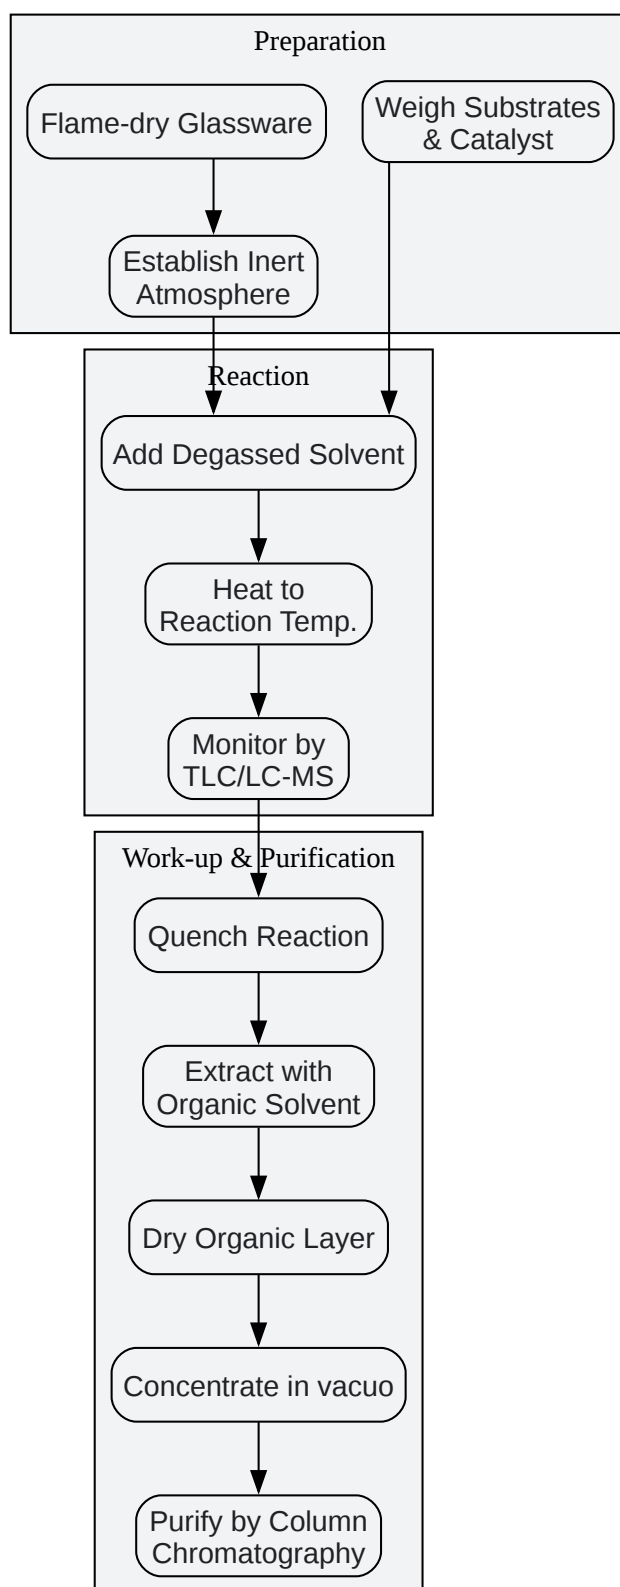 Preparation
Flame-dry Glassware
Weigh Substrates
& Catalyst
Establish Inert
Atmosphere
Reaction
Add Degassed Solvent
Heat to
Reaction Temp.
Monitor by
TLC/LC-MS
Work-up & Purification
Quench Reaction
Extract with
Organic Solvent
Dry Organic Layer
Concentrate in vacuo
Purify by Column
Chromatography